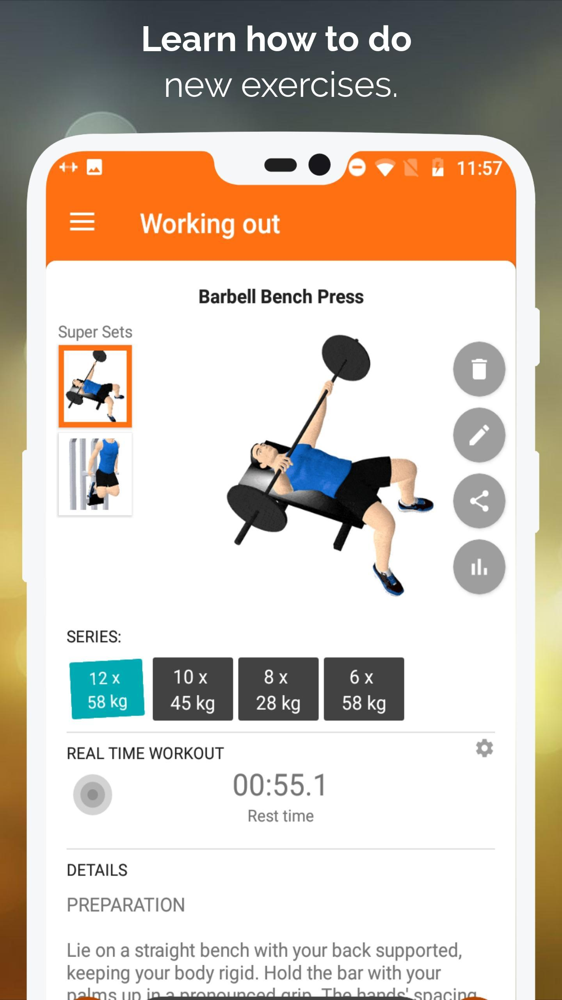 Learn how to do
new exercises.
11:57
Working out
Barbell Bench Press
Super Sets
SERIES:
12 x
58 kg
10 x
45 kg
8 x
28 kg
6 x
58 kg
REAL TIME WORKOUT
00:55.1
Rest time
DETAILS
PREPARATION
Lie on a straight bench with your back supported,
keeping your body rigid. Hold the bar with your
palms up in a pronounced grip. The hands' spacing